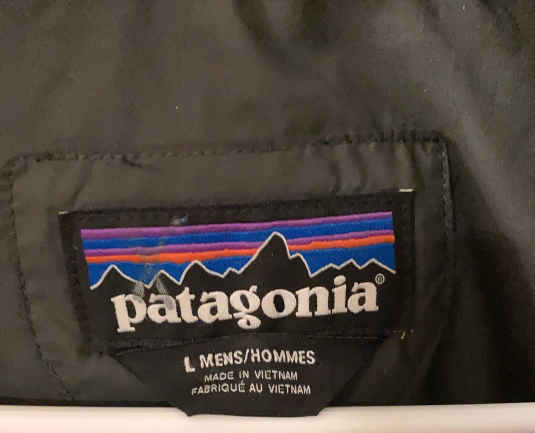 patagonia®
L MENS/HOMMES
MADE IN VIETNAM
FABRIQUÉ AU VIETNAM